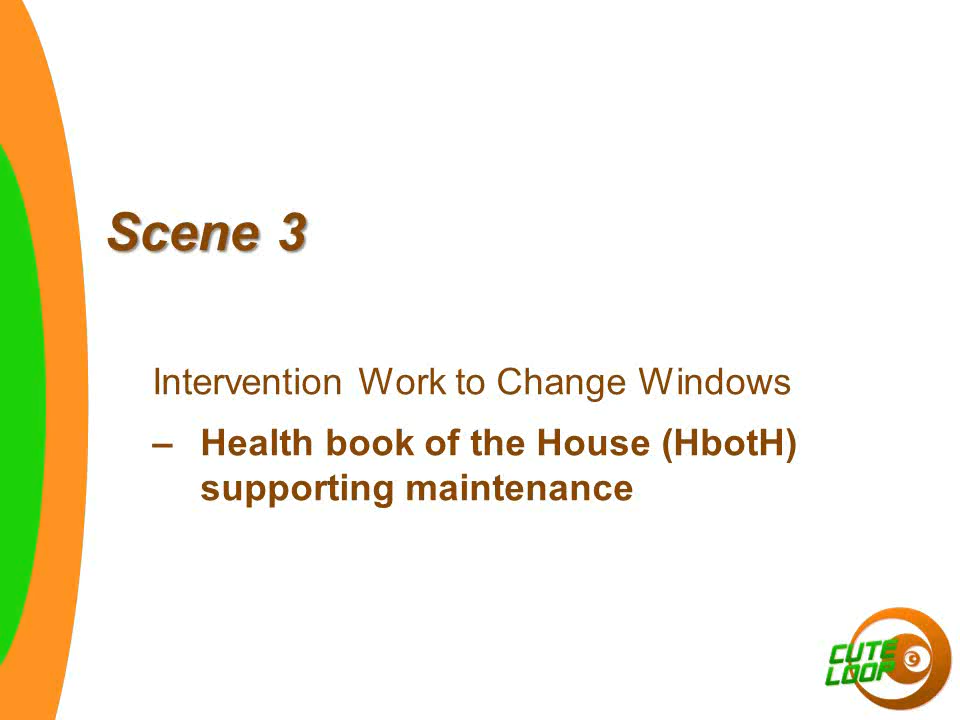 Scene 3
Intervention Work to Change Windows
– Health book of the House (HbotH)
supporting maintenance
CUTE
LOOP